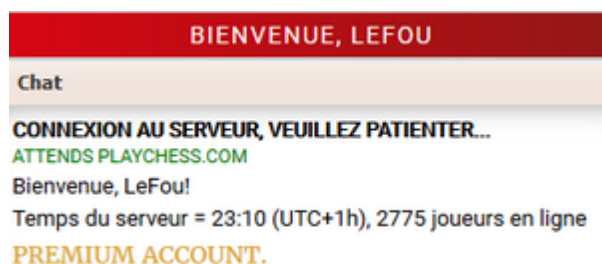 BIENVENUE, LEFOU
Chat
CONNEXION AU SERVEUR, VEUILLEZ PATIENTER...
ATTENDS PLAYCHESS.COM
Bienvenue, LeFou!
Temps du serveur = 23:10 (UTC+1h), 2775 joueurs en ligne
PREMIUM ACCOUNT.